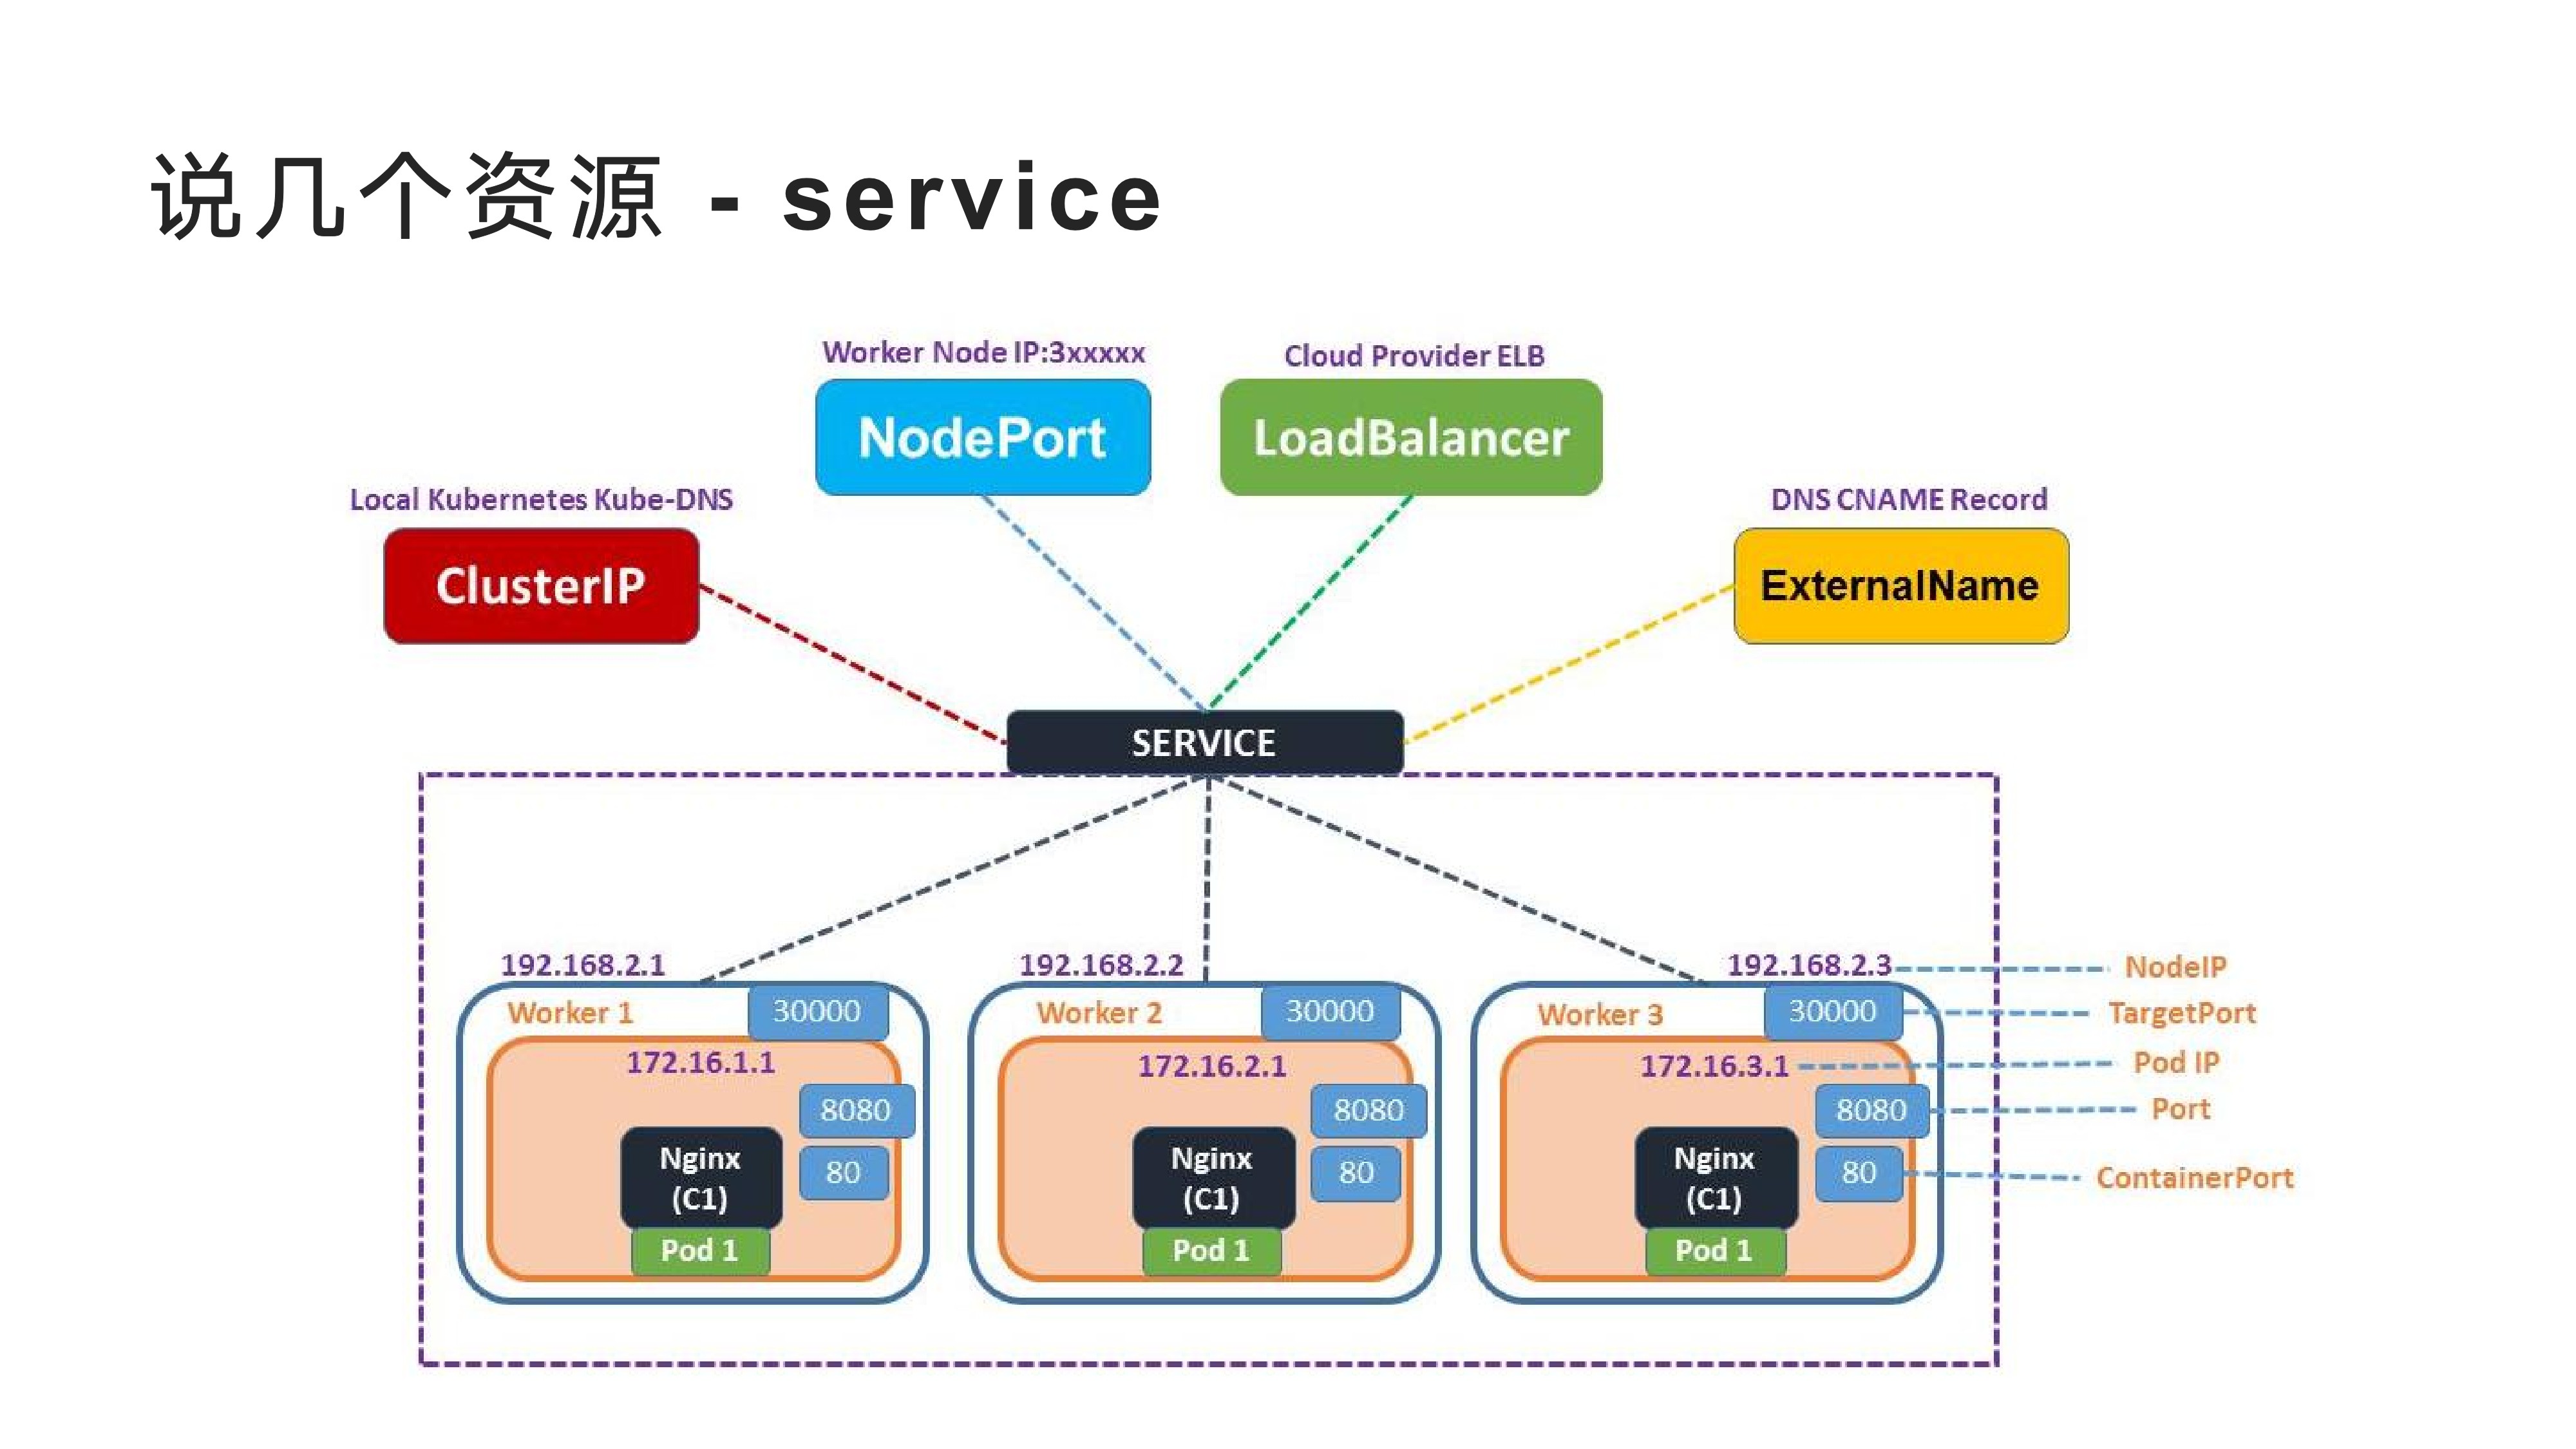 说几个资源 - service
Worker Node IP:3xxxxx
Cloud Provider ELB
NodePort
LoadBalancer
Local Kubernetes Kube-DNS
DNS CNAME Record
ClusterIP
ExternalName
SERVICE
192.168.2.1
192.168.2.2
192.168.2.3
NodeIP
Worker 1
30000
Worker 2
30000
Worker 3
30000
TargetPort
172.16.1.1
172.16.2.1
172.16.3.1
Pod IP
8080
8080
8080
Port
Nginx
(C1)
80
Nginx
(C1)
80
Nginx
(C1)
80
ContainerPort
Pod 1
Pod 1
Pod 1